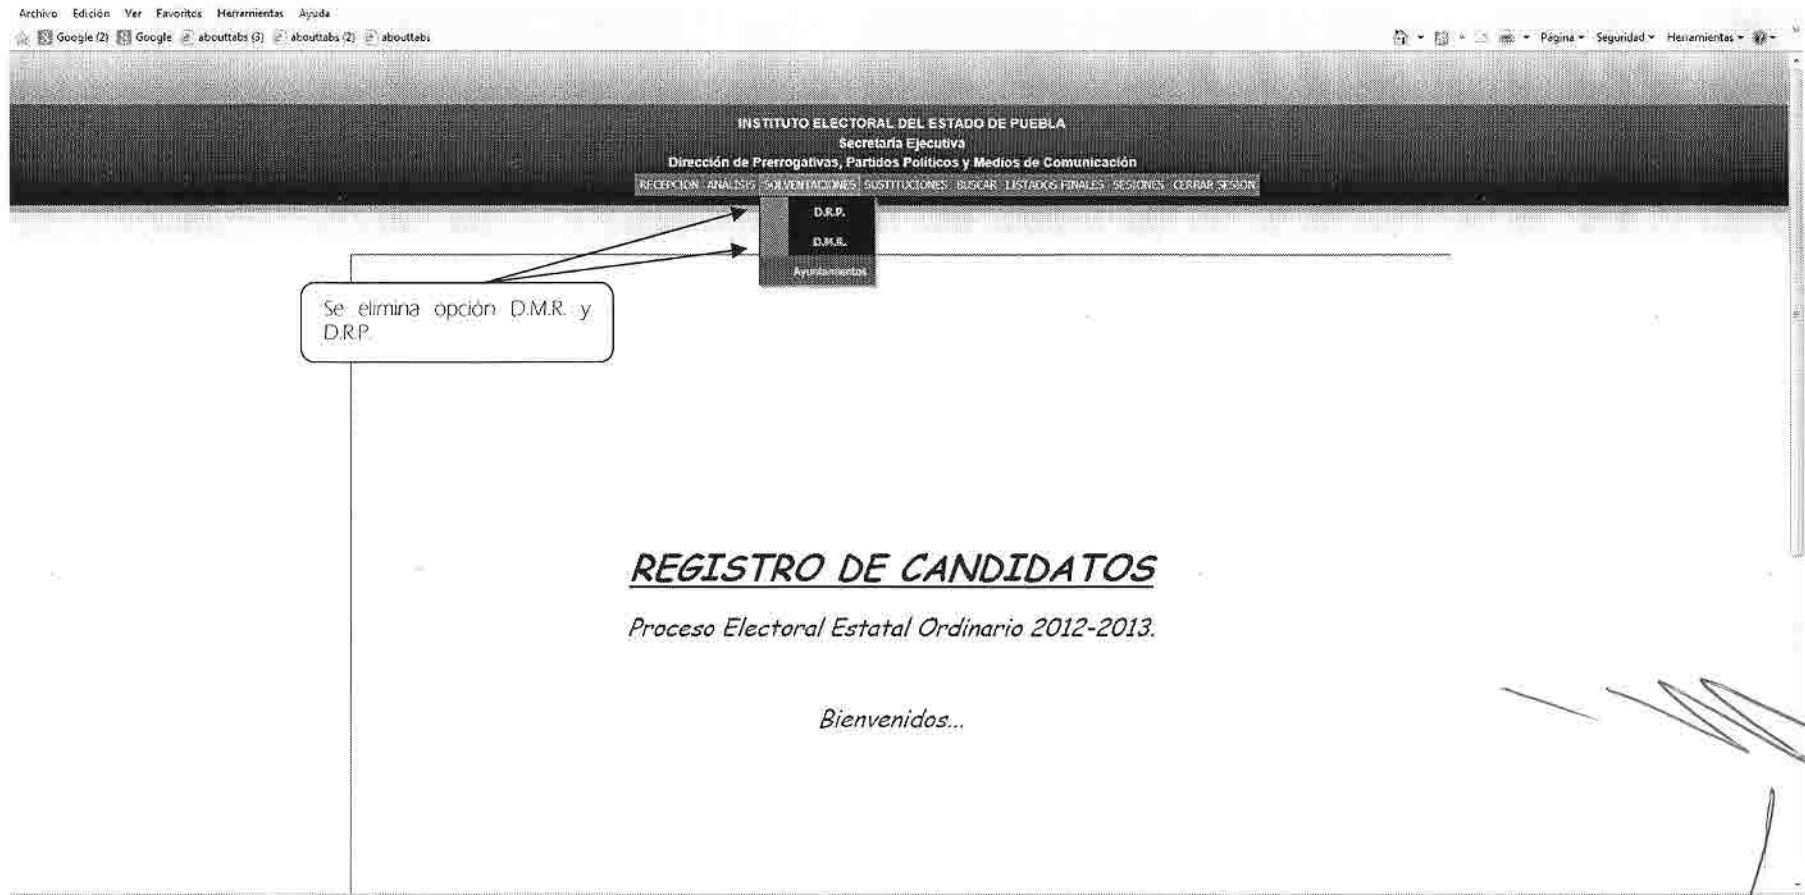 Archivo Edición Ver Favoritos Herramientas Ayuda
Google (2) Google abouttabs (3) abouttabs (2) abouttabs
Página Seguridad Herramientas
INSTITUTO ELECTORAL DEL ESTADO DE PUEBLA
Secretaría Ejecutiva
Dirección de Prerrogativas, Partidos Políticos y Medios de Comunicación
RECEPCION ANALISIS SOLVENTACIONES SUSTITUCIONES BUSCAR LISTADOS FINALES SESIONES CERRAR SESION
D.R.P.
D.M.R.
Ayuntamientos
Se elimina opción D.M.R. y
D.R.P.
REGISTRO DE CANDIDATOS
Proceso Electoral Estatal Ordinario 2012-2013.
Bienvenidos...